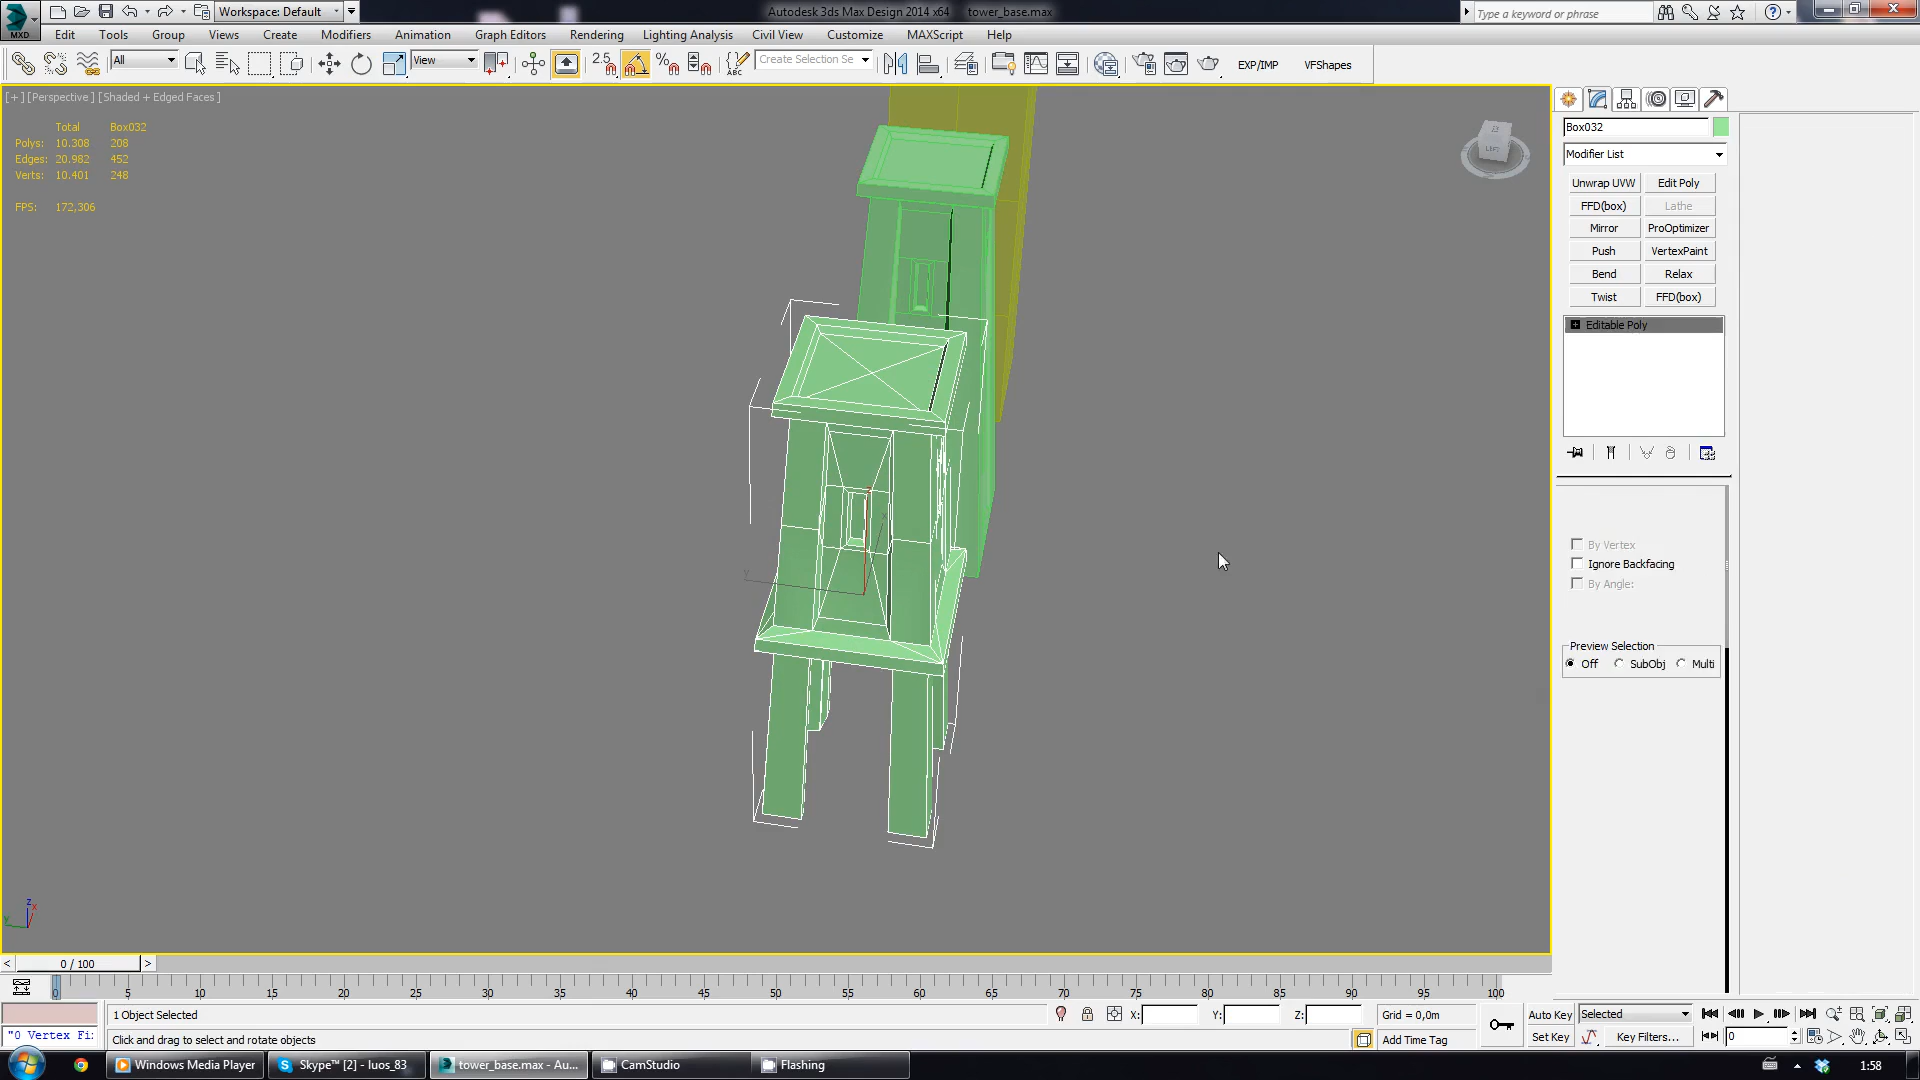 Workspace: Default
Autodesk 3ds Max Design 2014 x64    tower_base.max
Type a keyword or phrase
MXD
Edit Tools Group Views Create Modifiers Animation Graph Editors Rendering Lighting Analysis Civil View Customize MAXScript Help
All
View
2.5
ABC
Create Selection Se
EXP/IMP
VFShapes
[+] [Perspective] [Shaded + Edged Faces]
Total Box032
Polys: 10.308 208
Edges: 20.982 452
Verts: 10.401 248
FPS: 172,306
LEFT
Box032
Modifier List
Unwrap UVW Edit Poly
FFD(box) Lathe
Mirror ProOptimizer
Push VertexPaint
Bend Relax
Twist FFD(box)
Editable Poly
By Vertex
Ignore Backfacing
By Angle:
Preview Selection
Off SubObj Multi
z
x
y
0 / 100
0 5 10 15 20 25 30 35 40 45 50 55 60 65 70 75 80 85 90 95 100
1 Object Selected
X: Y: Z:
Grid = 0,0m
Auto Key
Selected
"0 Vertex Fi:
Click and drag to select and rotate objects
Add Time Tag
Set Key
Key Filters...
0
Windows Media Player
Skype™ [2] - luos_83
tower_base.max - Au...
CamStudio
Flashing
1:58